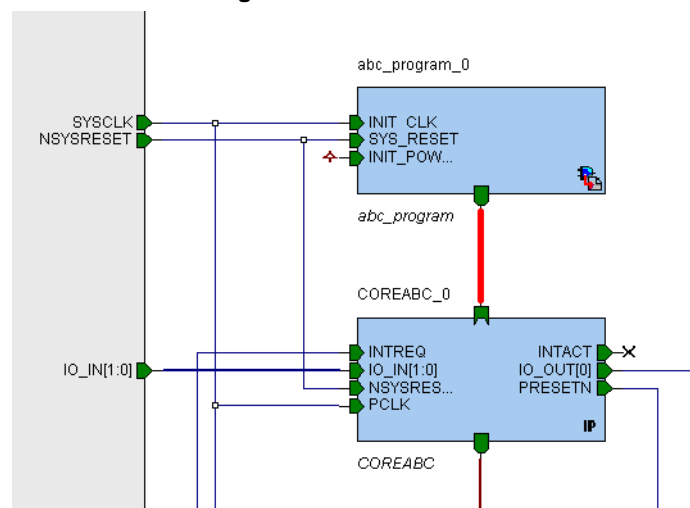 abc_program_0
SYSCLK
NSYSRESET
INIT_CLK
SYS_RESET
INIT_POW...
abc_program
COREABC_0
IO_IN[1:0]
INTREQ
IO_IN[1:0]
NSYSRES...
PCLK
INTACT
IO_OUT[0]
PRESETN
IP
COREABC